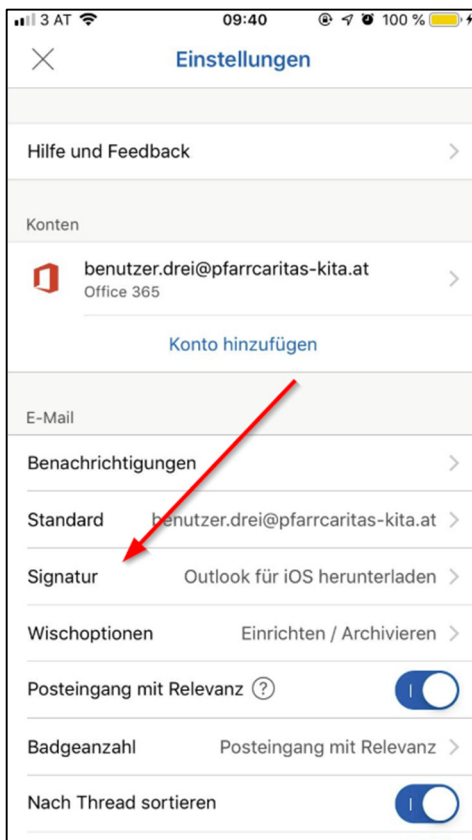 3 AT 09:40 100 %
Einstellungen
Hilfe und Feedback
Konten
benutzer.drei@pfarrcaritas-kita.at
Office 365
Konto hinzufügen
E-Mail
Benachrichtigungen
Standard benutzer.drei@pfarrcaritas-kita.at
Signatur Outlook für iOS herunterladen
Wischoptionen Einrichten / Archivieren
Posteingang mit Relevanz ?
Badgeanzahl Posteingang mit Relevanz
Nach Thread sortieren